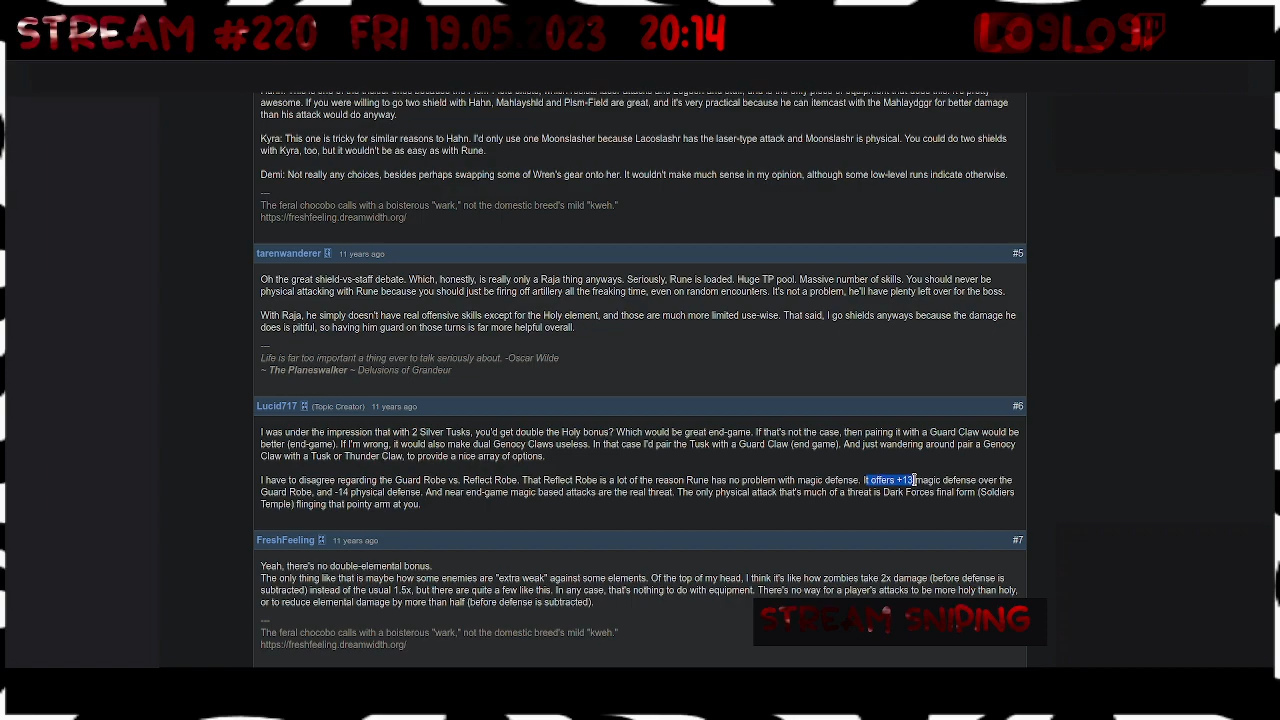 STREAM #220 FRI 19.05.2023 20:14
awesome. If you were willing to go two shield with Hahn, Mahlayshld and Plsm-Field are great, and it's very practical because he can itemcast with the Mahlaydggr for better damage
than his attack would do anyway.
Kyra: This one is tricky for similar reasons to Hahn. I'd only use one Moonslasher because Lacoslashr has the laser-type attack and Moonslashr is physical. You could do two shields
with Kyra, too, but it wouldn't be as easy as with Rune.
Demi: Not really any choices, besides perhaps swapping some of Wren's gear onto her. It wouldn't make much sense in my opinion, although some low-level runs indicate otherwise.
---
The feral chocobo calls with a boisterous "wark," not the domestic breed's mild "kweh."
https://freshfeeling.dreamwidth.org/
tarenwanderer 11 years ago #5
Oh the great shield-vs-staff debate. Which, honestly, is really only a Raja thing anyways. Seriously, Rune is loaded. Huge TP pool. Massive number of skills. You should never be
physical attacking with Rune because you should just be firing off artillery all the freaking time, even on random encounters. It's not a problem, he'll have plenty left over for the boss.
With Raja, he simply doesn't have real offensive skills except for the Holy element, and those are much more limited use-wise. That said, I go shields anyways because the damage he
does is pitiful, so having him guard on those turns is far more helpful overall.
---
Life is far too important a thing ever to talk seriously about. -Oscar Wilde
~ The Planeswalker ~ Delusions of Grandeur
Lucid717 (Topic Creator) 11 years ago #6
I was under the impression that with 2 Silver Tusks, you'd get double the Holy bonus? Which would be great end-game. If that's not the case, then pairing it with a Guard Claw would be
better (end-game). If I'm wrong, it would also make dual Genocy Claws useless. In that case I'd pair the Tusk with a Guard Claw (end game). And just wandering around pair a Genocy
Claw with a Tusk or Thunder Claw, to provide a nice array of options.
I have to disagree regarding the Guard Robe vs. Reflect Robe. That Reflect Robe is a lot of the reason Rune has no problem with magic defense. It offers +13 magic defense over the
Guard Robe, and -14 physical defense. And near end-game magic based attacks are the real threat. The only physical attack that's much of a threat is Dark Forces final form (Soldiers
Temple) flinging that pointy arm at you.
FreshFeeling 11 years ago #7
Yeah, there's no double-elemental bonus.
The only thing like that is maybe how some enemies are "extra weak" against some elements. Of the top of my head, I think it's like how zombies take 2x damage (before defense is
subtracted) instead of the usual 1.5x, but there are quite a few like this. In any case, that's nothing to do with equipment. There's no way for a player's attacks to be more holy than holy,
or to reduce elemental damage by more than half (before defense is subtracted).
---
STREAM SNIPING
The feral chocobo calls with a boisterous "wark," not the domestic breed's mild "kweh."
https://freshfeeling.dreamwidth.org/